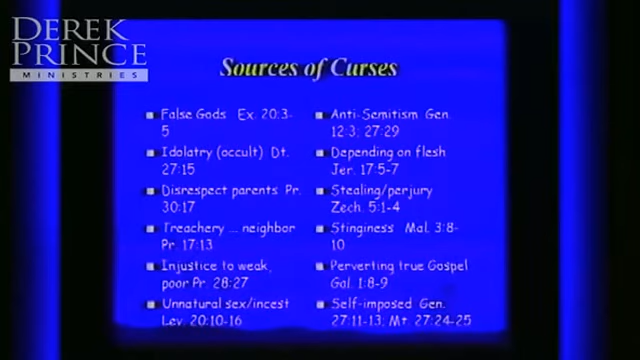 DEREK
PRINCE
MINISTRIES
Sources of Curses
False Gods Ex. 20:3-
5
Idolatry (occult) Dt.
27:15
Disrespect parents Pr.
30:17
Treachery ... neighbor
Pr. 17:13
Injustice to weak,
poor Pr. 28:27
Unnatural sex/incest
Lev. 20:10-16
Anti-Semitism Gen.
12:3; 27:29
Depending on flesh
Jer. 17:5-7
Stealing/perjury
Zech. 5:1-4
Stinginess Mal. 3:8-
10
Perverting true Gospel
Gal. 1:8-9
Self-imposed Gen.
27:11-13; Mt. 27:24-25